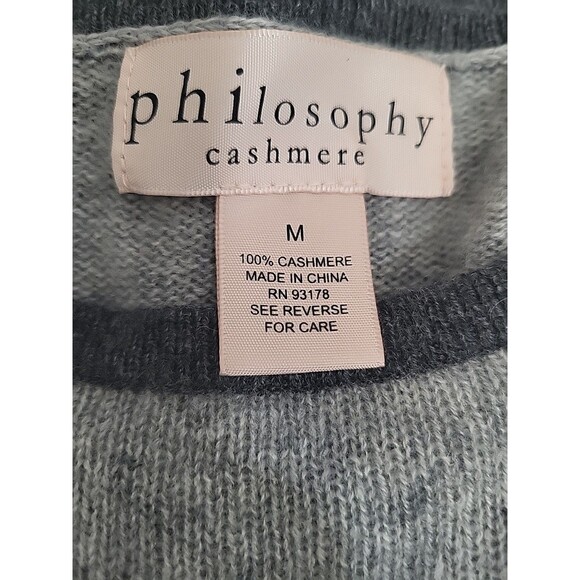 philosophy
cashmere
M
100% CASHMERE
MADE IN CHINA
RN 93178
SEE REVERSE
FOR CARE